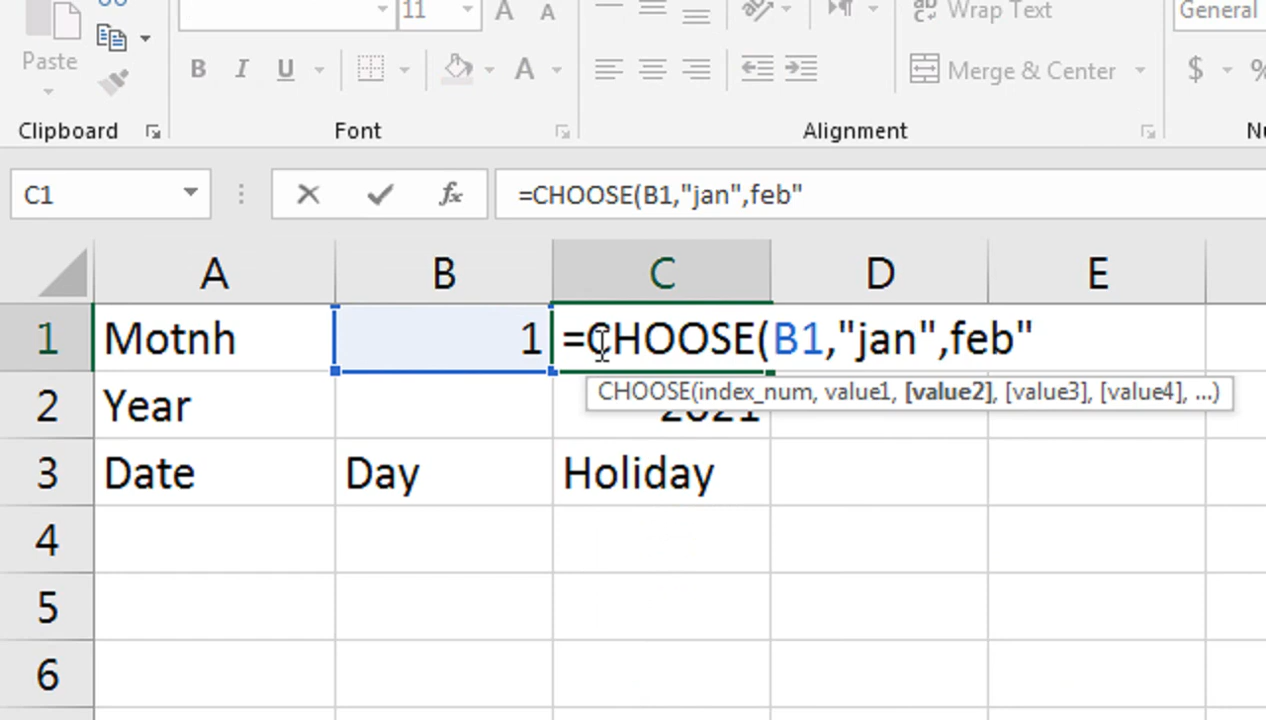 11 A A Wrap Text General
Paste B I U A Merge & Center $ %
Clipboard Font Alignment Nu
C1 fx =CHOOSE(B1,"jan",feb"
A B C D E
1 Motnh 1 =CHOOSE(B1,"jan",feb"
CHOOSE(index_num, value1, [value2], [value3], [value4], ...)
2 Year 2021
3 Date Day Holiday
4
5
6